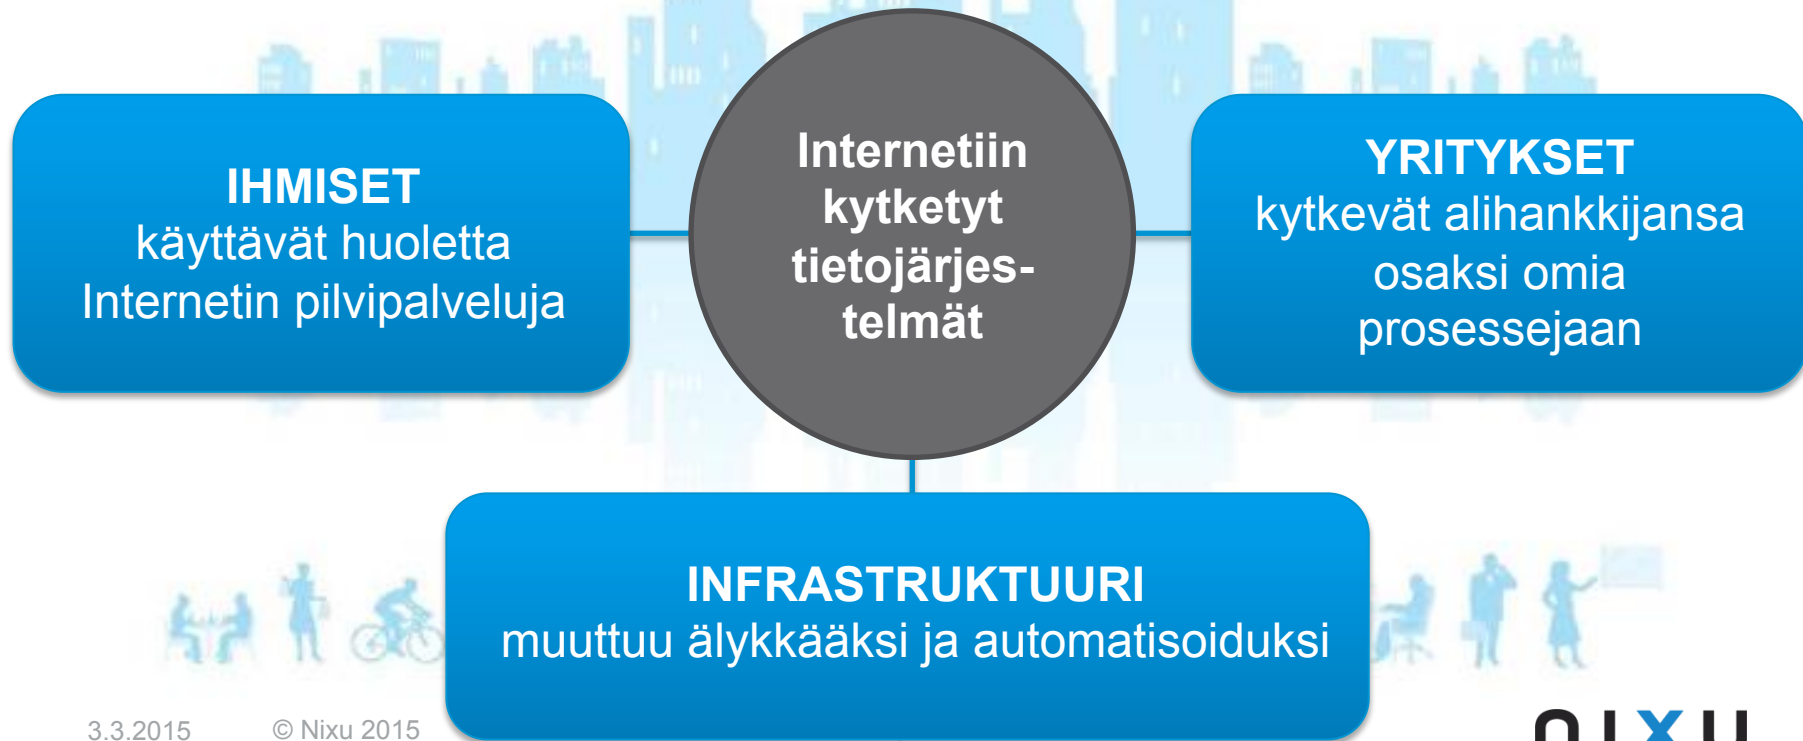 IHMISET
käyttävät huoletta
Internetin pilvipalveluja
Internetiin
kytketyt
tietojärjes-
telmät
YRITYKSET
kytkevät alihankkijansa
osaksi omia
prosessejaan
INFRASTRUKTUURI
muuttuu älykkääksi ja automatisoiduksi
3.3.2015
© Nixu 2015
nixu